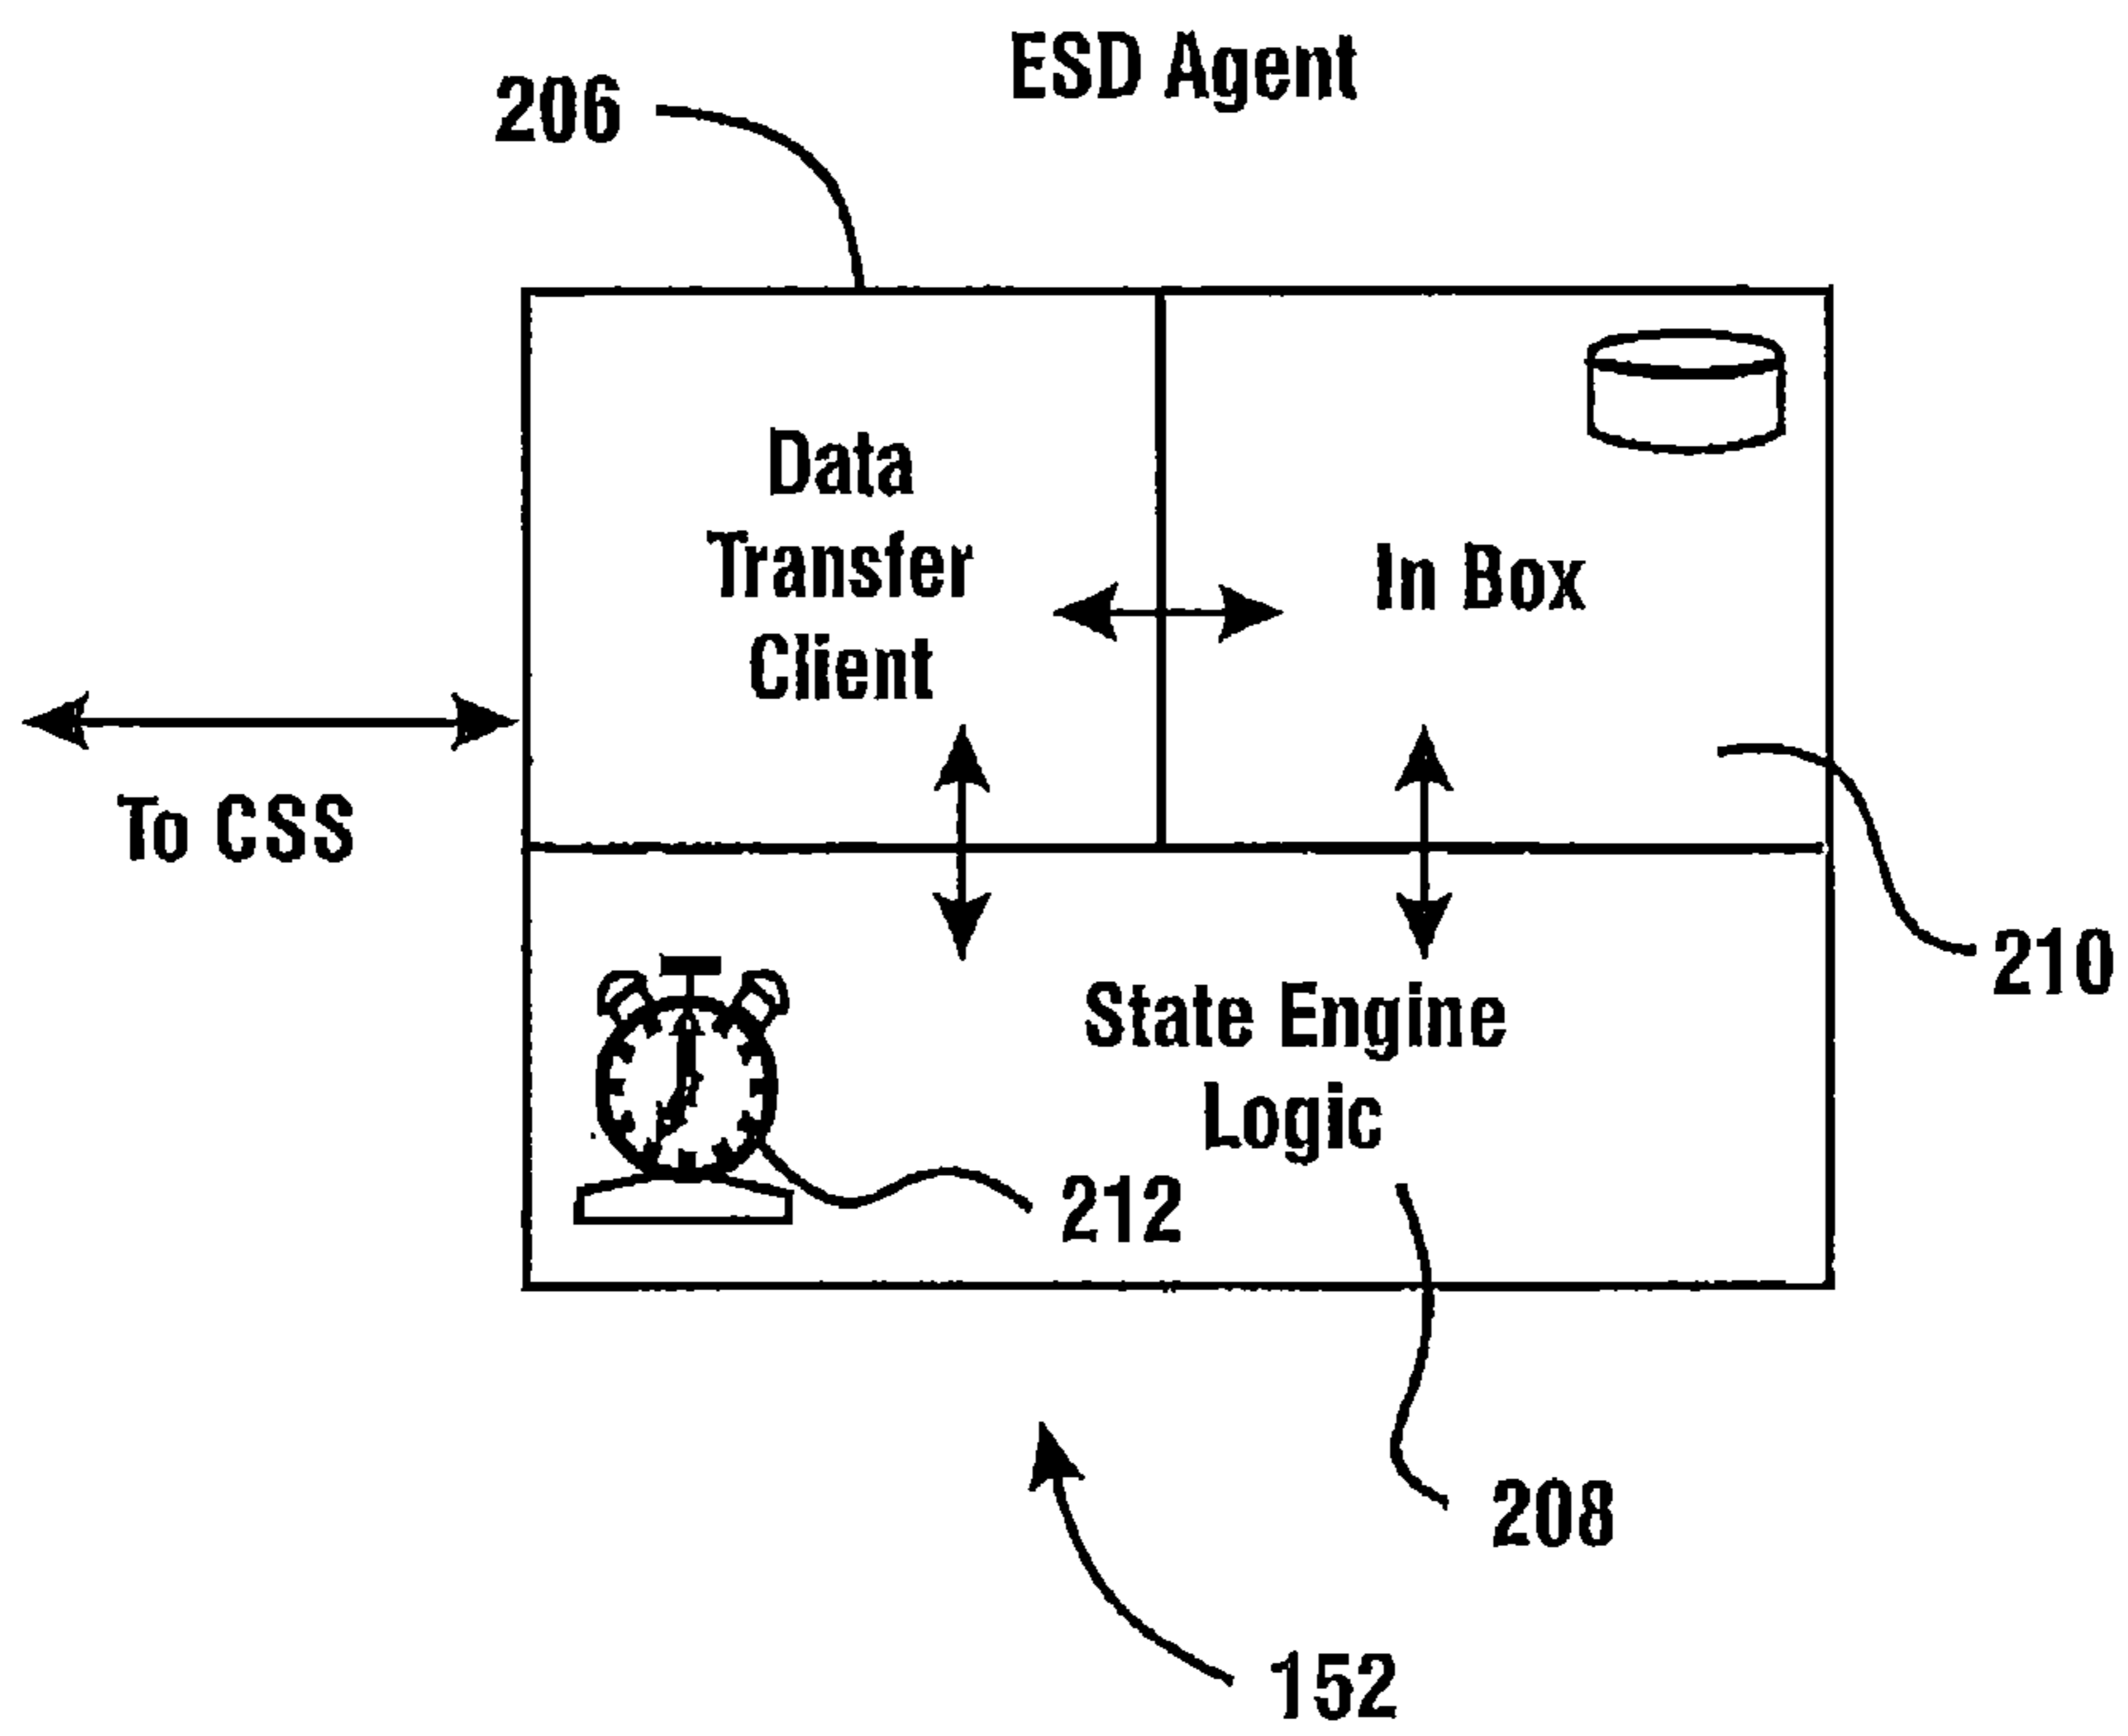 ESD Agent
206
Data
Transfer
Client
In Box
To CSS
210
State Engine
Logic
212
208
152